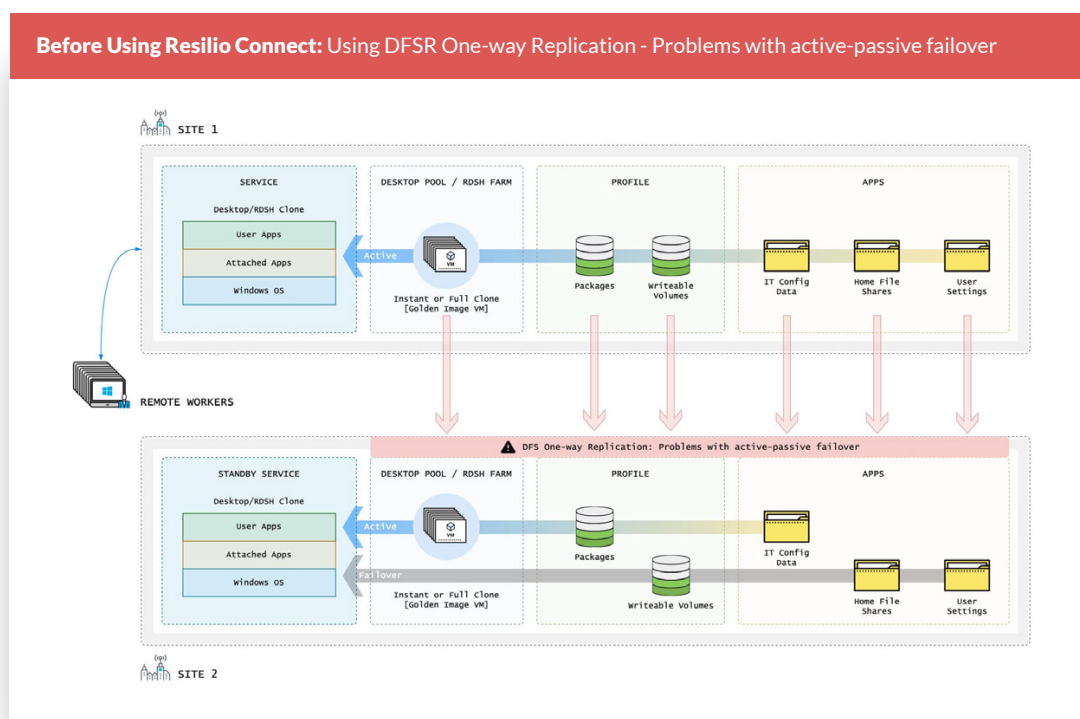 Before Using Resilio Connect: Using DFSR One-way Replication - Problems with active-passive failover
SITE 1
SERVICE
DESKTOP POOL / RDSH FARM
PROFILE
APPS
Desktop/RDSH Clone
User Apps
Attached Apps
Windows OS
Active
VM
Instant or Full Clone
[Golden Image VM]
Packages
Writeable
Volumes
IT Config
Data
Home File
Shares
User
Settings
REMOTE WORKERS
DFS One-way Replication: Problems with active-passive failover
STANDBY SERVICE
DESKTOP POOL / RDSH FARM
PROFILE
APPS
Desktop/RDSH Clone
User Apps
Attached Apps
Windows OS
Active
VM
Failover
Instant or Full Clone
[Golden Image VM]
Packages
Writeable Volumes
IT Config
Data
Home File
Shares
User
Settings
SITE 2